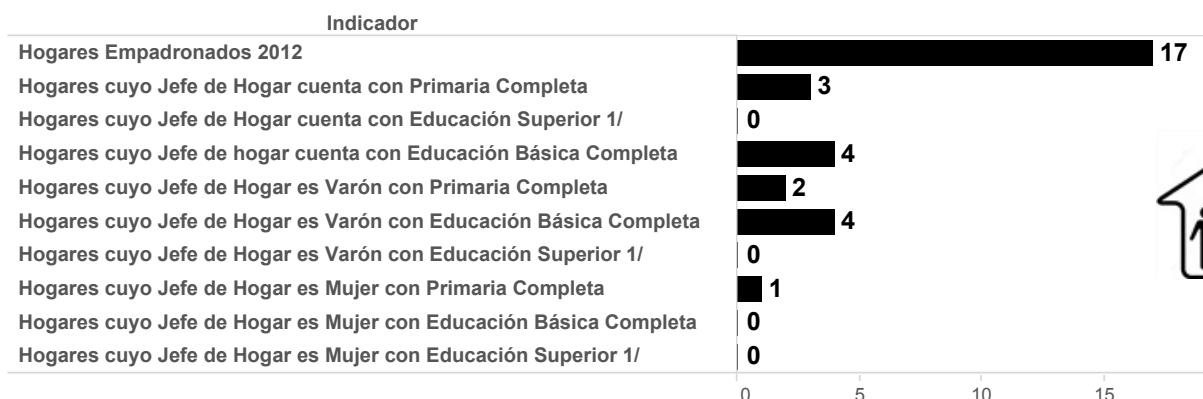 Indicador
Hogares Empadronados 2012 17
Hogares cuyo Jefe de Hogar cuenta con Primaria Completa 3
Hogares cuyo Jefe de Hogar cuenta con Educación Superior 1/ 0
Hogares cuyo Jefe de hogar cuenta con Educación Básica Completa 4
Hogares cuyo Jefe de Hogar es Varón con Primaria Completa 2
Hogares cuyo Jefe de Hogar es Varón con Educación Básica Completa 4
Hogares cuyo Jefe de Hogar es Varón con Educación Superior 1/ 0
Hogares cuyo Jefe de Hogar es Mujer con Primaria Completa 1
Hogares cuyo Jefe de Hogar es Mujer con Educación Básica Completa 0
Hogares cuyo Jefe de Hogar es Mujer con Educación Superior 1/ 0
0 5 10 15